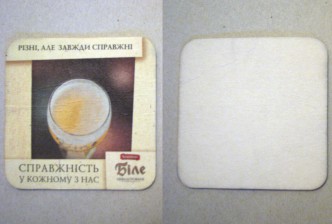 РІЗНІ, АЛЕ ЗАВЖДИ СПРАВЖНІ
СПРАВЖНІСТЬ
У КОЖНОМУ З НАС
Біле